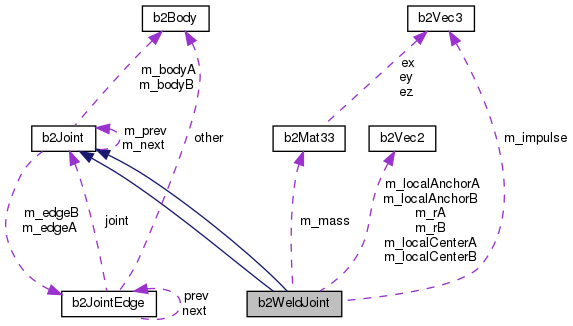 b2Body
b2Vec3
m_bodyA
m_bodyB
ex
ey
ez
b2Joint
m_prev
m_next
other
b2Mat33
b2Vec2
m_impulse
m_edgeB
m_edgeA
joint
m_mass
m_localAnchorA
m_localAnchorB
m_rA
m_rB
m_localCenterA
m_localCenterB
b2JointEdge
prev
next
b2WeldJoint